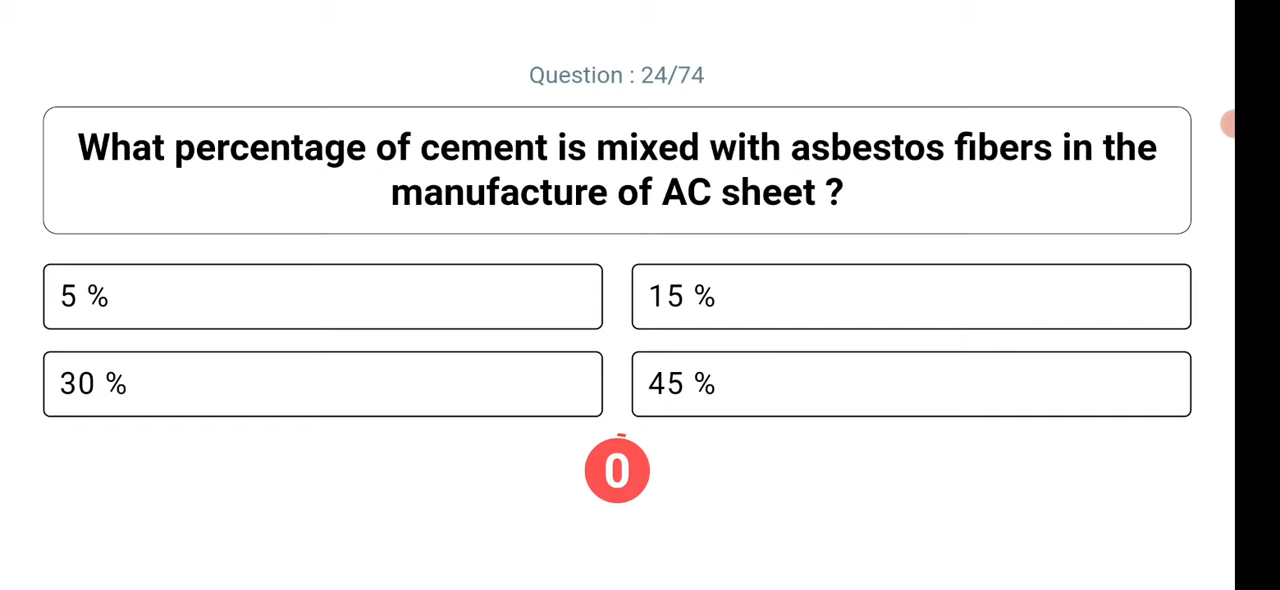 Question : 24/74
What percentage of cement is mixed with asbestos fibers in the
manufacture of AC sheet ?
5 %
15 %
30 %
45 %
0